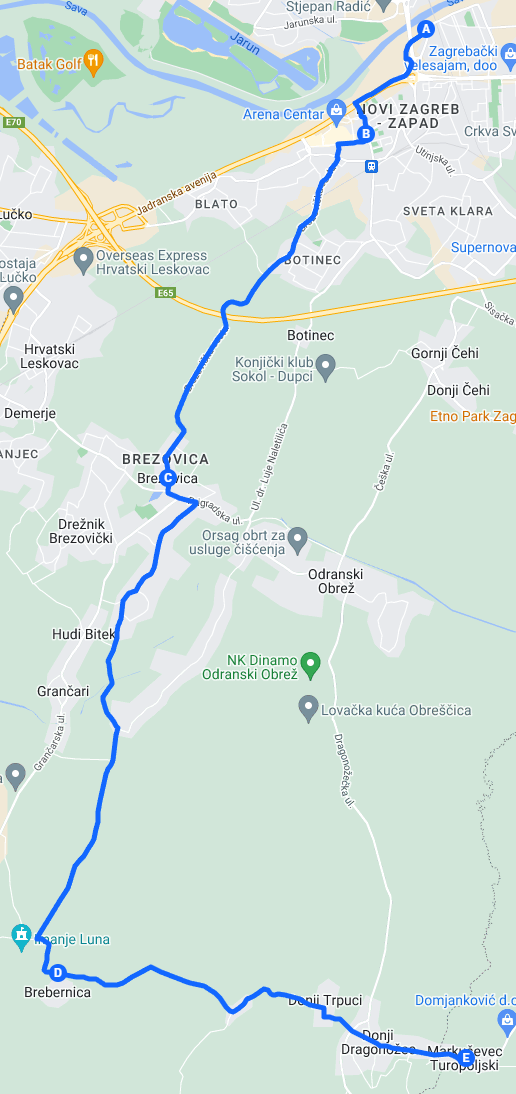 Stjepan Radić
Jarunska ul.
Sava
Sava
Jarun
A
Batak Golf
Zagrebački
velesajam, doo
Arena Centar
NOVI ZAGREB
- ZAPAD
B
E70
Crkva Sv
Utinjska ul.
Jadranska avenija
BLATO
SVETA KLARA
Lučko
Overseas Express
Hrvatski Leskovac
BOTINEC
Supernova
ostaja
Lučko
E65
Sisačka
Botinec
Hrvatski
Leskovac
Gornji Čehi
Konjički klub
Sokol - Dupci
Donji Čehi
Demerje
Etno Park Zag
Ul. dr. Luje Naletilića
ANJEC
BREZOVICA
Brezovica
C
Češka ul.
Drežnik
Brezovički
Orsag obrt za
usluge čišćenja
Odranski
Obrež
Hudi Bitek
NK Dinamo
Odranski Obrež
Grančari
Lovačka kuća Obreščica
Grančarska ul.
Dragonožečka ul.
a
Imanje Luna
D
Brebernica
Donji Trpuci
Domjanković d.o
Donji
Dragonožec
Markuševec
Turopoljski
E